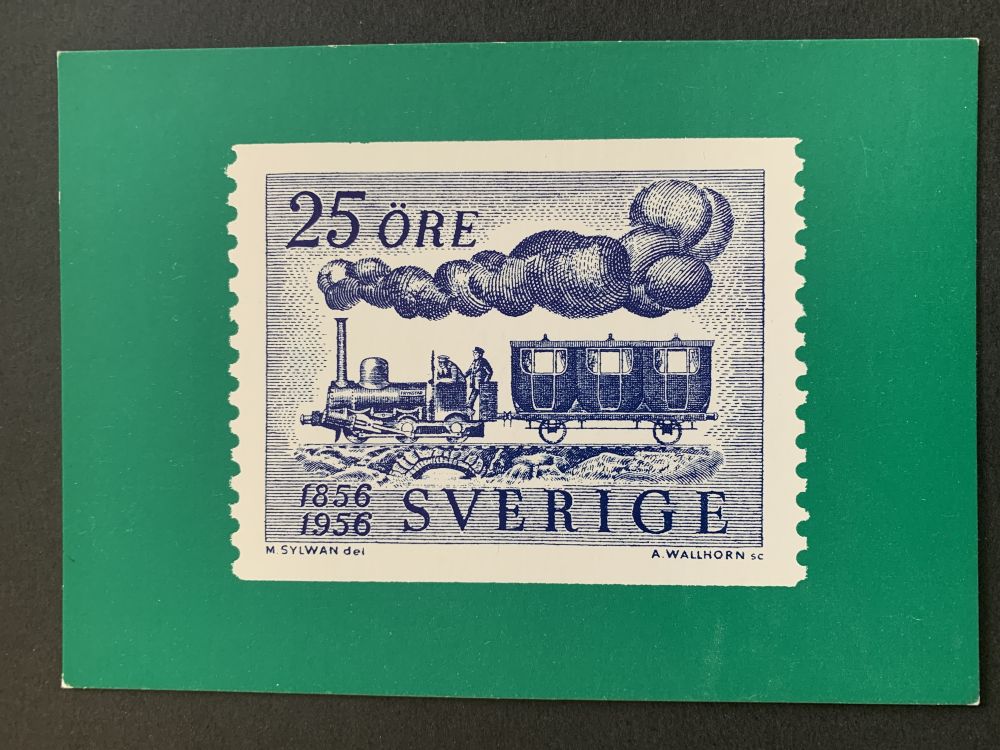 25 ÖRE
1856
1956
SVERIGE
M. SYLWAN del
A. WALLHORN sc